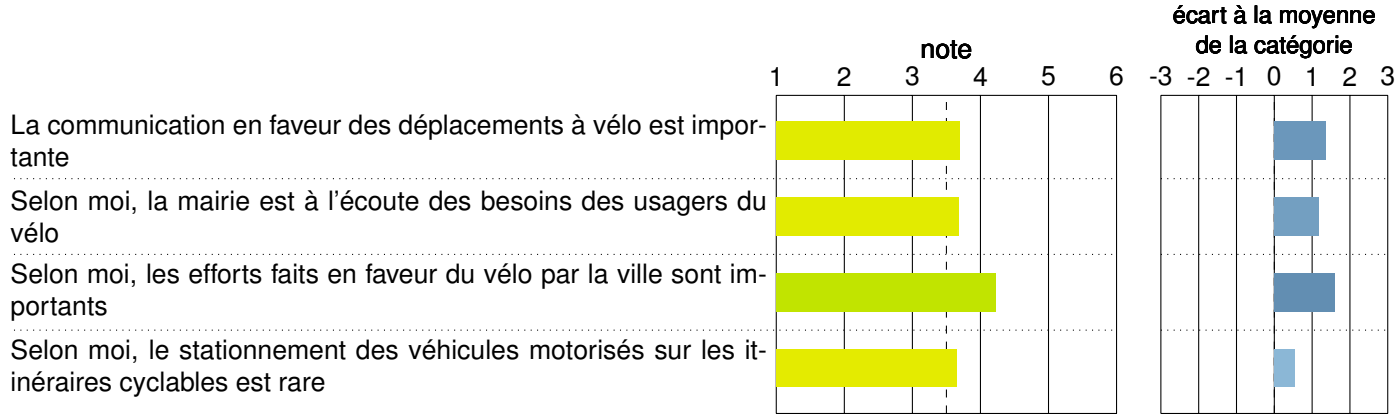 écart à la moyenne
de la catégorie
note
1 2 3 4 5 6
-3 -2 -1 0 1 2 3
La communication en faveur des déplacements à vélo est impor-
tante
Selon moi, la mairie est à l'écoute des besoins des usagers du
vélo
Selon moi, les efforts faits en faveur du vélo par la ville sont im-
portants
Selon moi, le stationnement des véhicules motorisés sur les it-
inéraires cyclables est rare